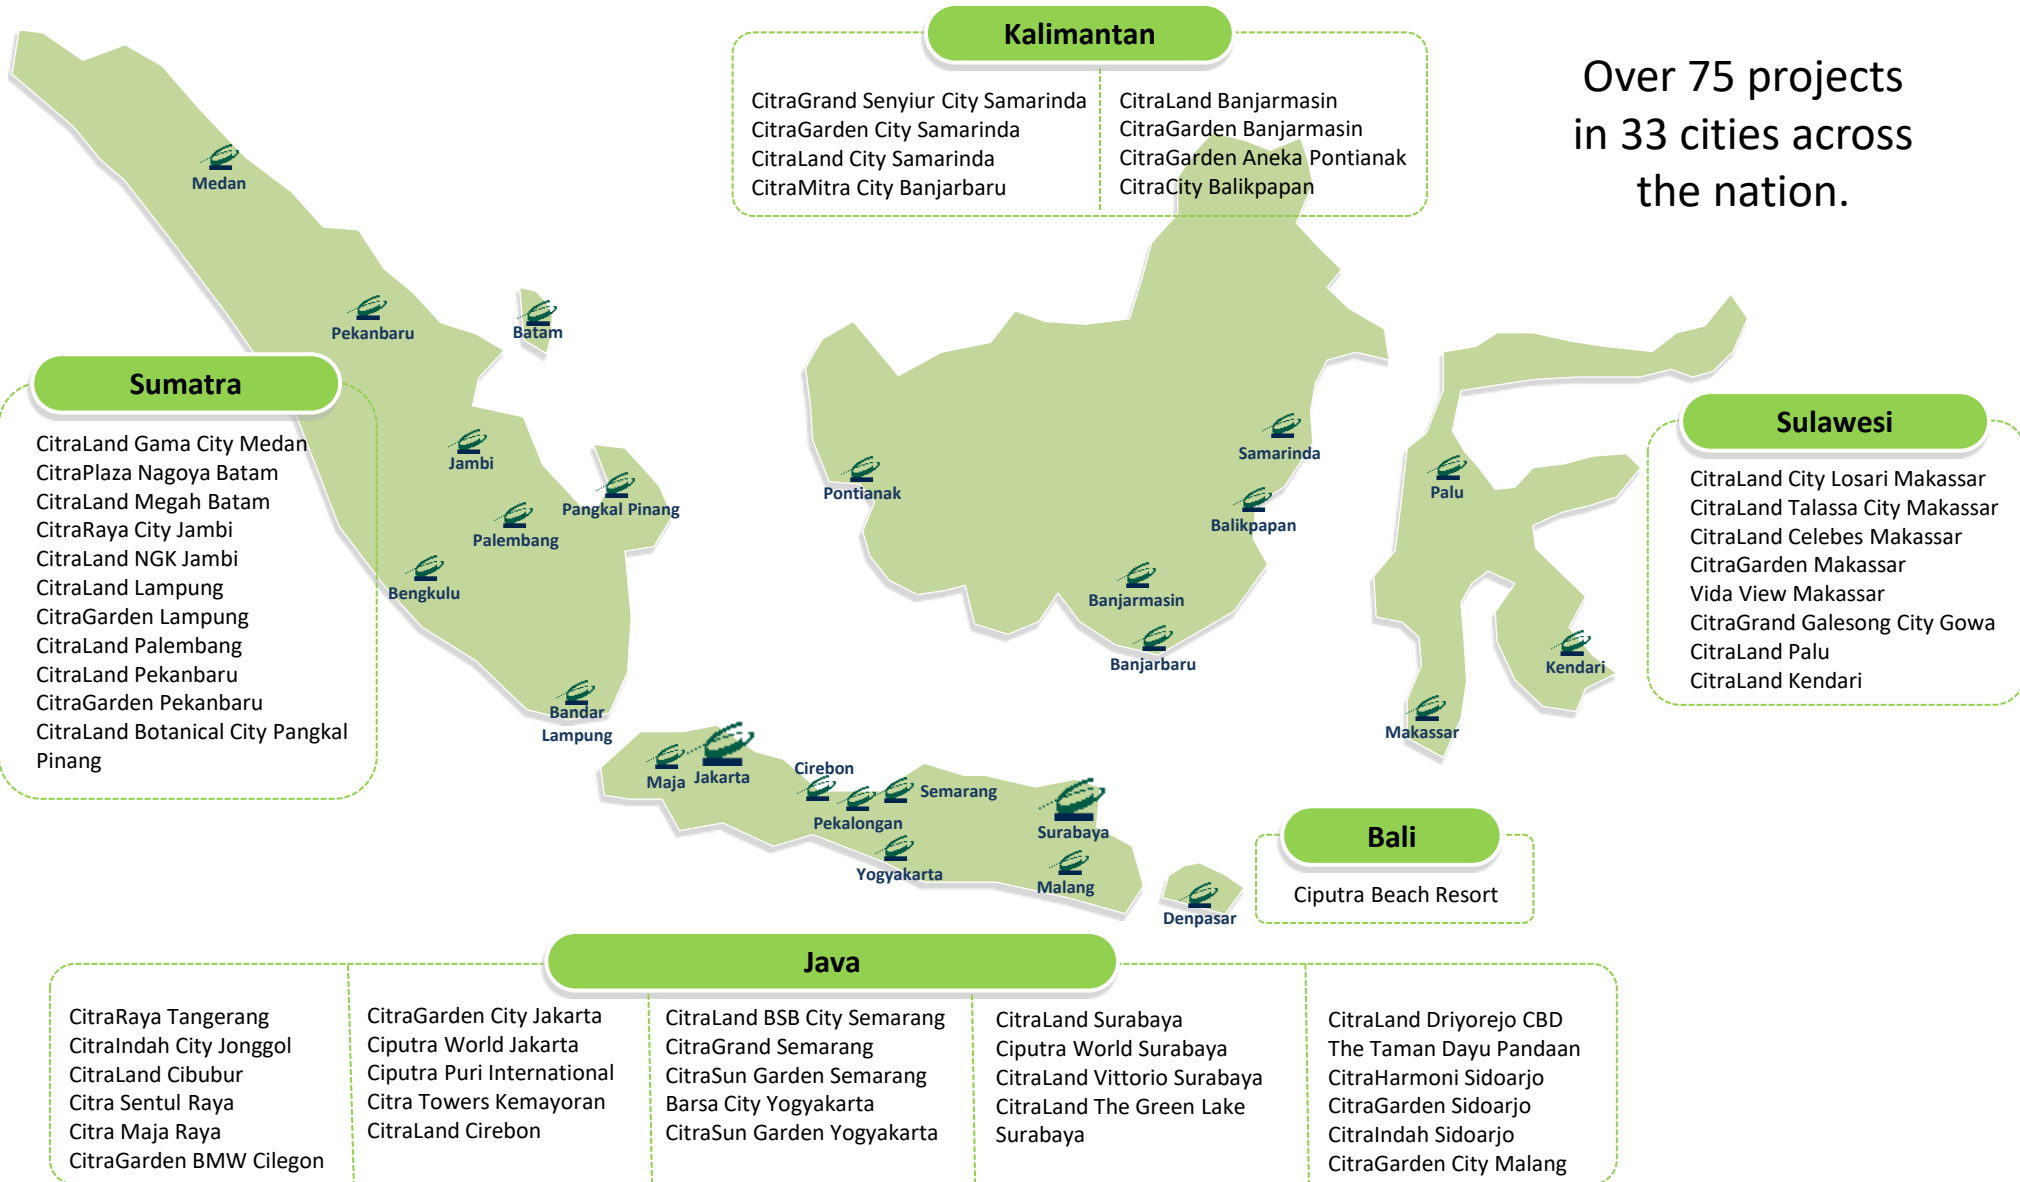 Kalimantan
CitraGrand Senyiur City Samarinda
CitraGarden City Samarinda
CitraLand City Samarinda
CitraMitra City Banjarbaru
CitraLand Banjarmasin
CitraGarden Banjarmasin
CitraGarden Aneka Pontianak
CitraCity Balikpapan
Over 75 projects
in 33 cities across
the nation.
Medan
Pekanbaru
Batam
Jambi
Palembang
Pangkal Pinang
Bengkulu
Bandar
Lampung
Pontianak
Samarinda
Balikpapan
Banjarmasin
Banjarbaru
Palu
Kendari
Makassar
Maja
Jakarta
Cirebon
Pekalongan
Semarang
Yogyakarta
Surabaya
Malang
Denpasar
Sumatra
CitraLand Gama City Medan
CitraPlaza Nagoya Batam
CitraLand Megah Batam
CitraRaya City Jambi
CitraLand NGK Jambi
CitraLand Lampung
CitraGarden Lampung
CitraLand Palembang
CitraLand Pekanbaru
CitraGarden Pekanbaru
CitraLand Botanical City Pangkal
Pinang
Sulawesi
CitraLand City Losari Makassar
CitraLand Talassa City Makassar
CitraLand Celebes Makassar
CitraGarden Makassar
Vida View Makassar
CitraGrand Galesong City Gowa
CitraLand Palu
CitraLand Kendari
Bali
Ciputra Beach Resort
Java
CitraRaya Tangerang
CitraIndah City Jonggol
CitraLand Cibubur
Citra Sentul Raya
Citra Maja Raya
CitraGarden BMW Cilegon
CitraGarden City Jakarta
Ciputra World Jakarta
Ciputra Puri International
Citra Towers Kemayoran
CitraLand Cirebon
CitraLand BSB City Semarang
CitraGrand Semarang
CitraSun Garden Semarang
Barsa City Yogyakarta
CitraSun Garden Yogyakarta
CitraLand Surabaya
Ciputra World Surabaya
CitraLand Vittorio Surabaya
CitraLand The Green Lake
Surabaya
CitraLand Driyorejo CBD
The Taman Dayu Pandaan
CitraHarmoni Sidoarjo
CitraGarden Sidoarjo
CitraIndah Sidoarjo
CitraGarden City Malang